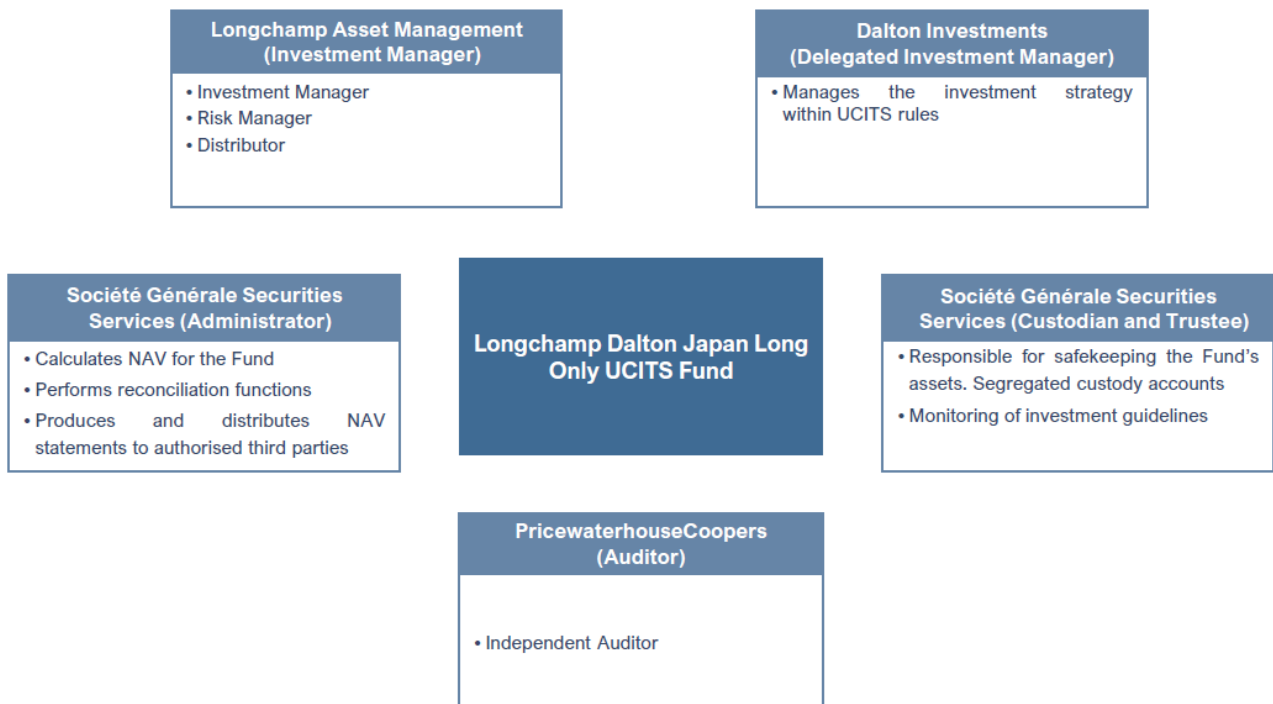 Longchamp Asset Management
(Investment Manager)
• Investment Manager
• Risk Manager
• Distributor
Dalton Investments
(Delegated Investment Manager)
• Manages the investment strategy
within UCITS rules
Société Générale Securities
Services (Administrator)
• Calculates NAV for the Fund
• Performs reconciliation functions
• Produces and distributes NAV
statements to authorised third parties
Longchamp Dalton Japan Long
Only UCITS Fund
Société Générale Securities
Services (Custodian and Trustee)
• Responsible for safekeeping the Fund's
assets. Segregated custody accounts
• Monitoring of investment guidelines
PricewaterhouseCoopers
(Auditor)
• Independent Auditor